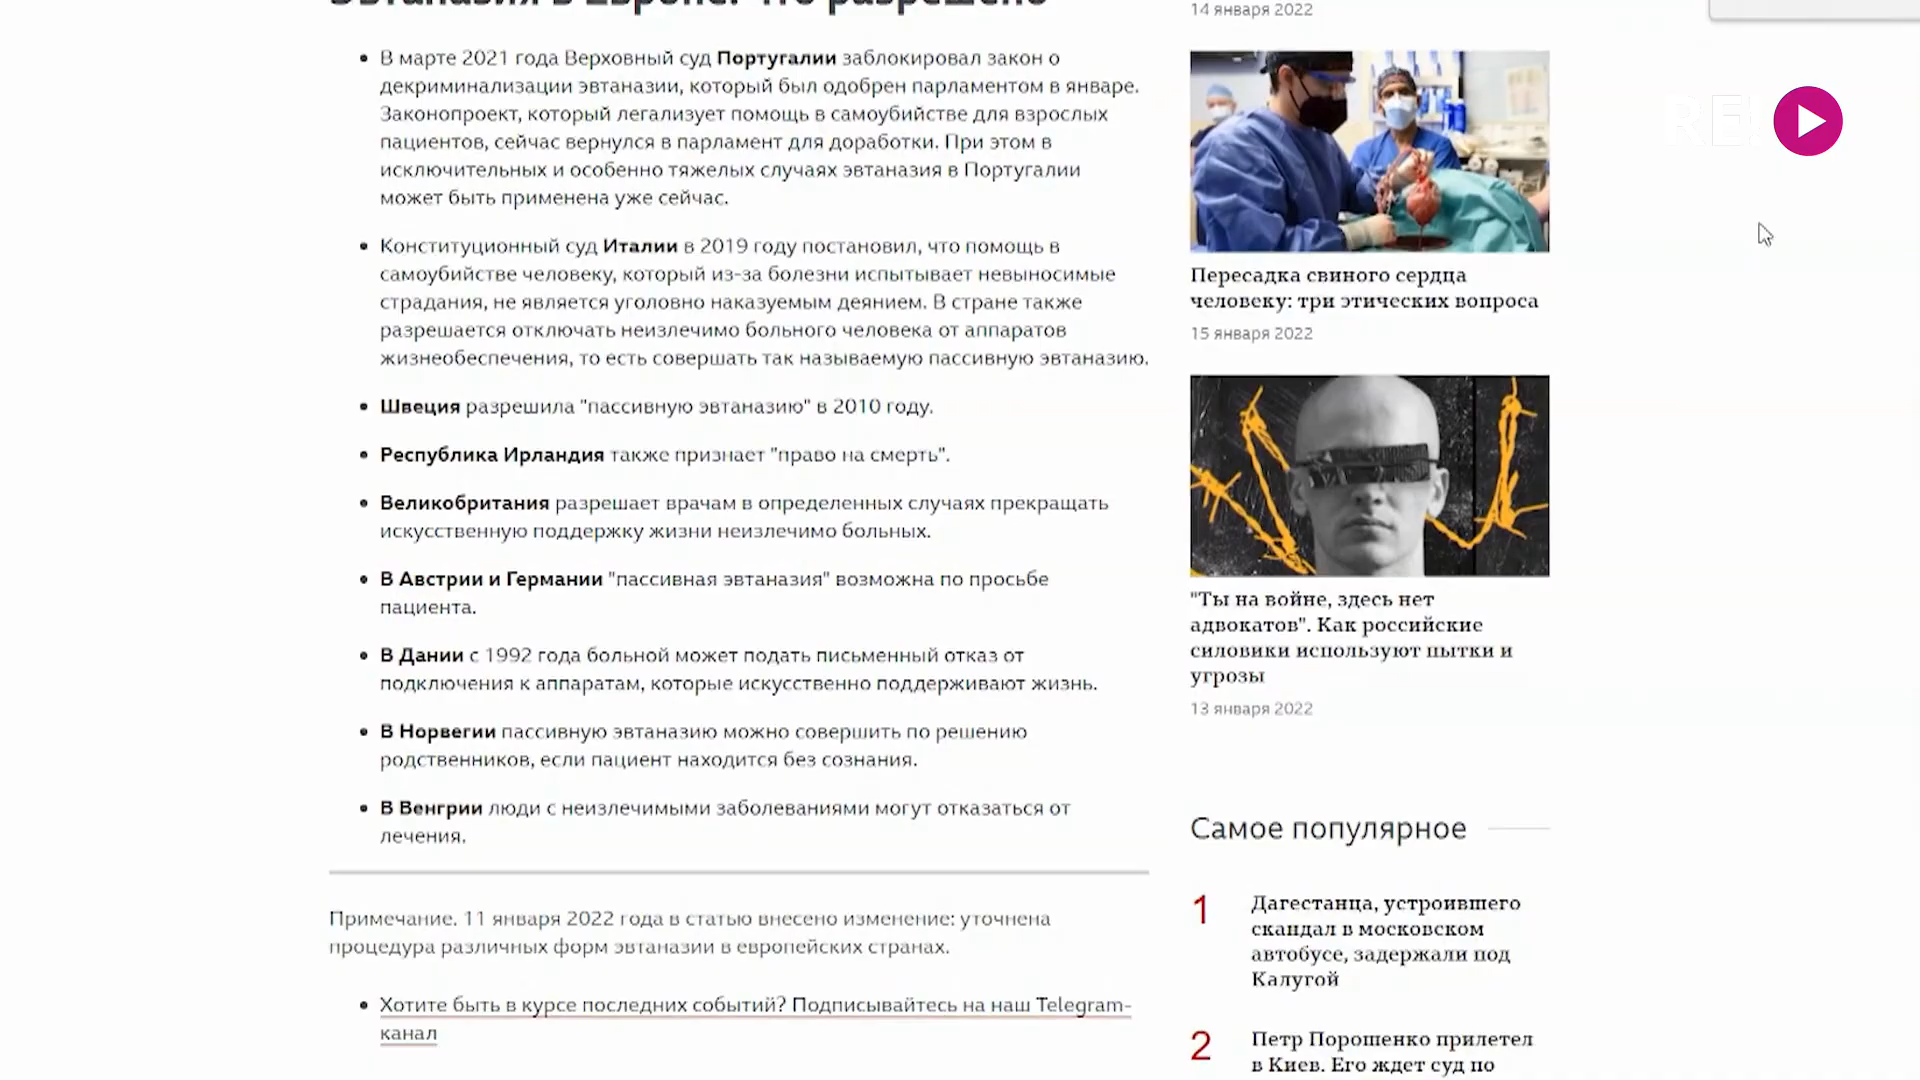 Эвтаназия в Европе: что разрешено
В марте 2021 года Верховный суд Португалии заблокировал закон о
декриминализации эвтаназии, который был одобрен парламентом в январе.
Законопроект, который легализует помощь в самоубийстве для взрослых
пациентов, сейчас вернулся в парламент для доработки. При этом в
исключительных и особенно тяжелых случаях эвтаназия в Португалии
может быть применена уже сейчас.
Конституционный суд Италии в 2019 году постановил, что помощь в
самоубийстве человеку, который из-за болезни испытывает невыносимые
страдания, не является уголовно наказуемым деянием. В стране также
разрешается отключать неизлечимо больного человека от аппаратов
жизнеобеспечения, то есть совершать так называемую пассивную эвтаназию.
Швеция разрешила "пассивную эвтаназию" в 2010 году.
Республика Ирландия также признает "право на смерть".
Великобритания разрешает врачам в определенных случаях прекращать
искусственную поддержку жизни неизлечимо больных.
В Австрии и Германии "пассивная эвтаназия" возможна по просьбе
пациента.
В Дании с 1992 года больной может подать письменный отказ от
подключения к аппаратам, которые искусственно поддерживают жизнь.
В Норвегии пассивную эвтаназию можно совершить по решению
родственников, если пациент находится без сознания.
В Венгрии люди с неизлечимыми заболеваниями могут отказаться от
лечения.
Примечание. 11 января 2022 года в статью внесено изменение: уточнена
процедура различных форм эвтаназии в европейских странах.
Хотите быть в курсе последних событий? Подписывайтесь на наш Telegram-
канал
14 января 2022
Пересадка свиного сердца
человеку: три этических вопроса
15 января 2022
"Ты на войне, здесь нет
адвокатов". Как российские
силовики используют пытки и
угрозы
13 января 2022
Самое популярное
1
Дагестанца, устроившего
скандал в московском
автобусе, задержали под
Калугой
2
Петр Порошенко прилетел
в Киев. Его ждет суд по